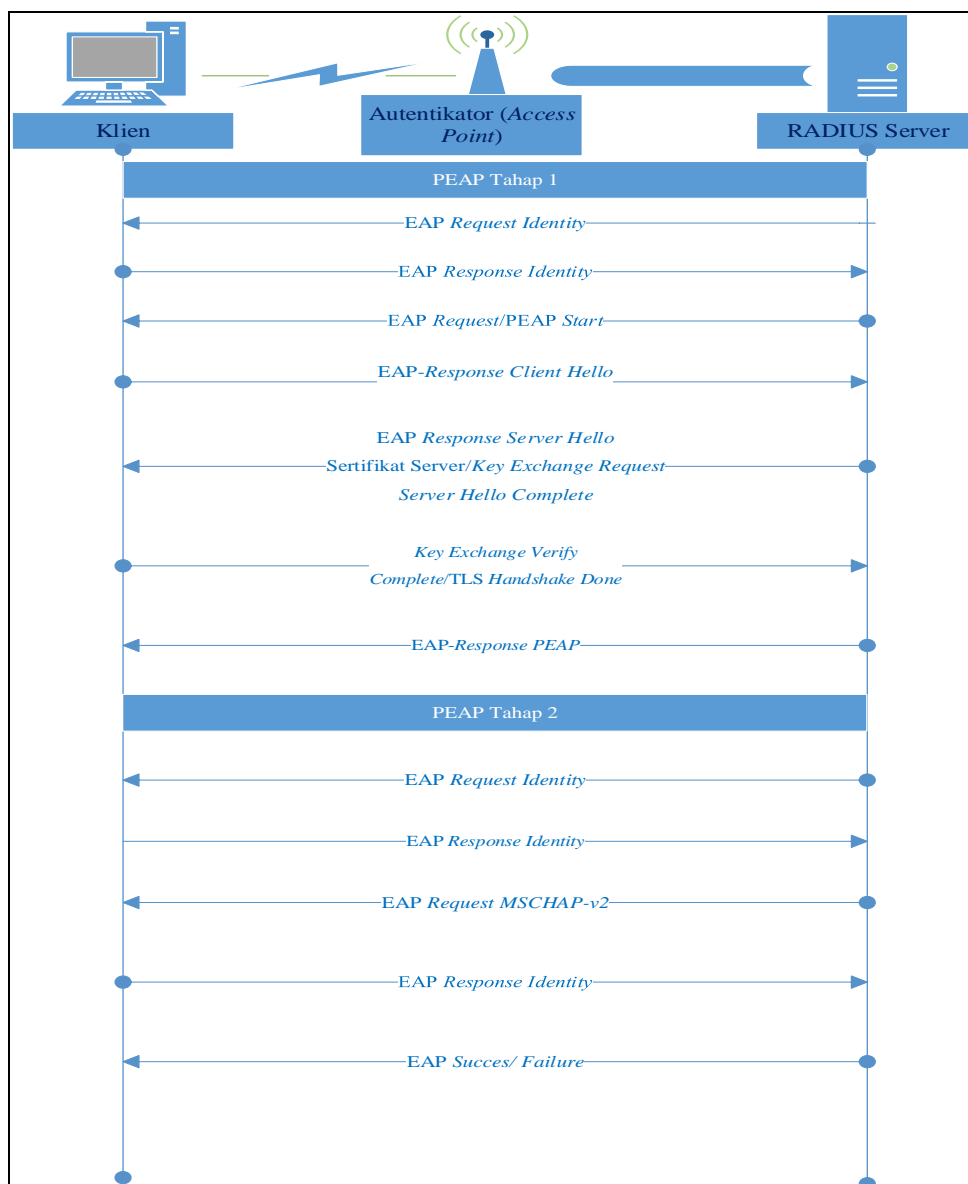 Klien
Autentikator (Access
Point)
RADIUS Server
PEAP Tahap 1
EAP Request Identity
EAP Response Identity
EAP Request/PEAP Start
EAP-Response Client Hello
EAP Response Server Hello
Sertifikat Server/Key Exchange Request
Server Hello Complete
Key Exchange Verify
Complete/TLS Handshake Done
EAP-Response PEAP
PEAP Tahap 2
EAP Request Identity
EAP Response Identity
EAP Request MSCHAP-v2
EAP Response Identity
EAP Succes/ Failure